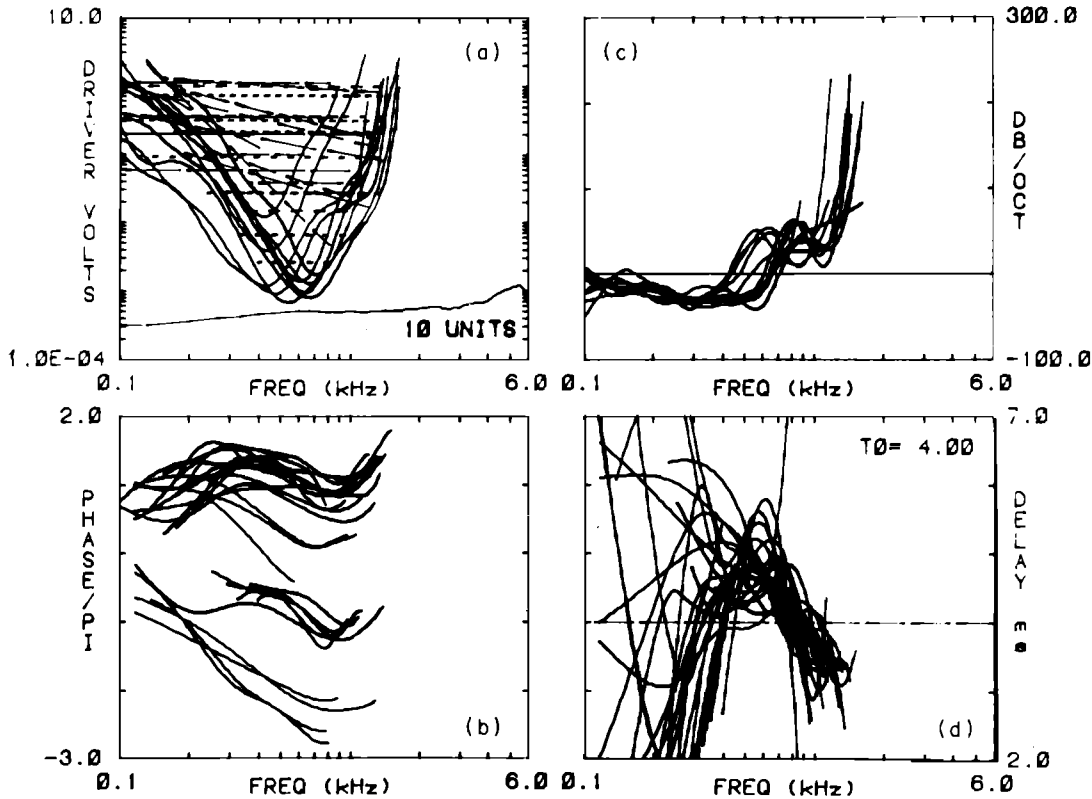 10.0
(a)
DRIVER VOLTS
10 UNITS
1.0E-04
0.1
FREQ (kHz)
6.0
300.0
(c)
DB/OCT
-100.0
0.1
FREQ (kHz)
6.0
2.0
PHASE/PI
(b)
-3.0
0.1
FREQ (kHz)
6.0
7.0
T0= 4.00
DELAY ms
(d)
2.0
0.1
FREQ (kHz)
6.0